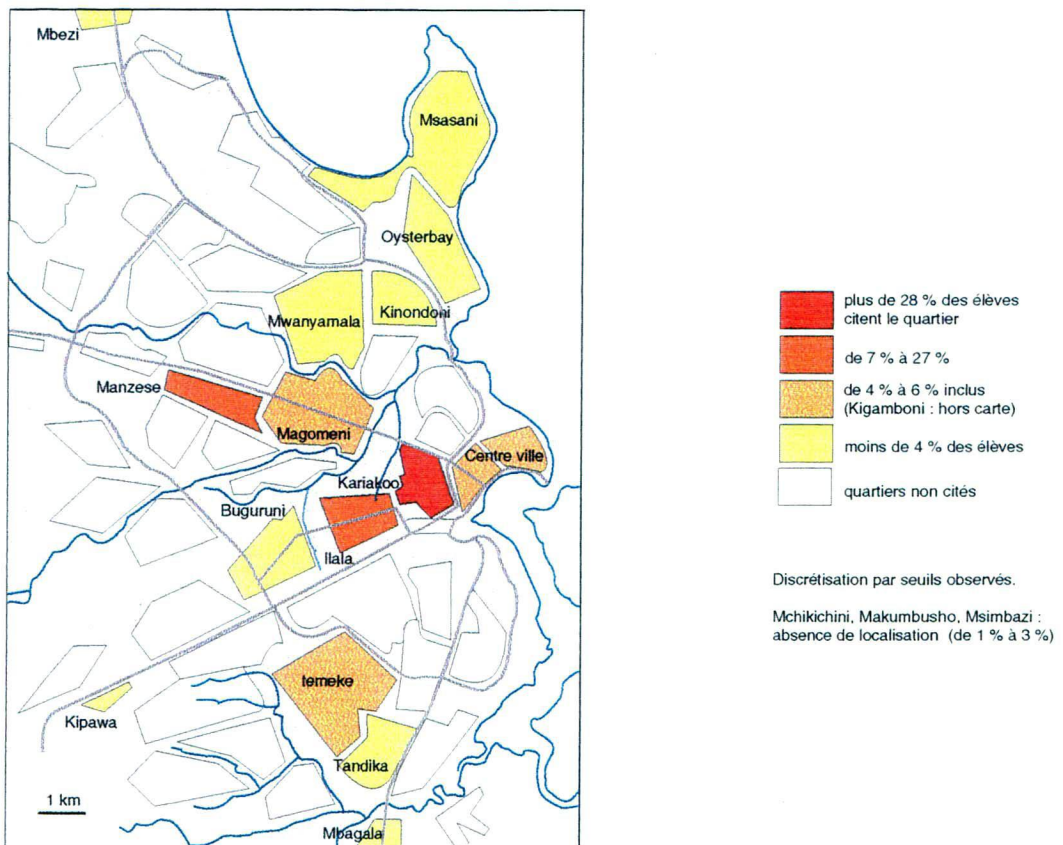 Mbezi
Msasani
Oysterbay
Kinondoni
Mwanyamala
Manzese
Magomeni
Centre ville
Kariakoo
Buguruni
Ilala
temeke
Kipawa
Tandika
1 km
Mbagala
plus de 28 % des élèves
citent le quartier
de 7 % à 27 %
de 4 % à 6 % inclus
(Kigamboni : hors carte)
moins de 4 % des élèves
quartiers non cités
Discrétisation par seuils observés.
Mchikichini, Makumbusho, Msimbazi :
absence de localisation (de 1 % à 3 %)